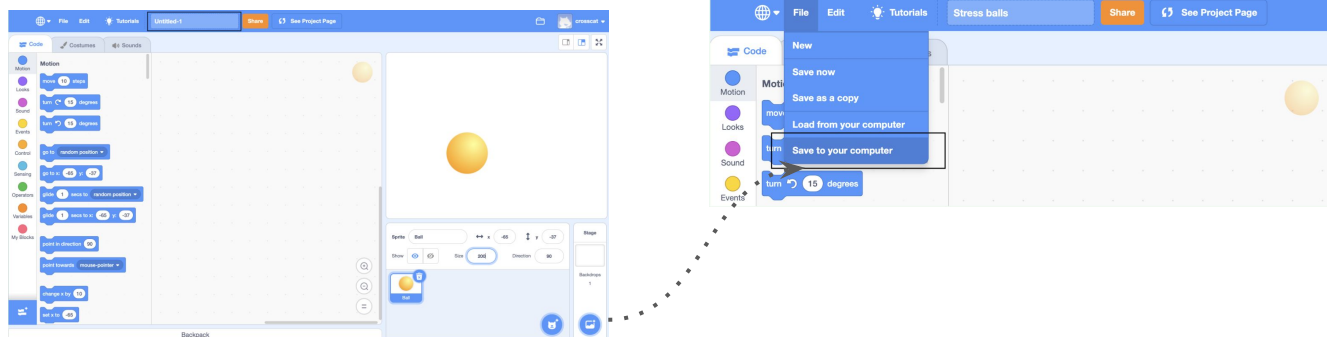 File Edit Tutorials Untitled-1 Share See Project Page crosscat
Code Costumes Sounds
Motion
Looks
Sound
Events
Control
Sensing
Operators
Variables
My Blocks
Motion
move 10 steps
turn 15 degrees
turn 15 degrees
go to random position
go to x: -65 y: -37
glide 1 secs to random position
glide 1 secs to x: -65 y: -37
point in direction 90
point towards mouse-pointer
change x by 10
set x to -65
Backpack
Sprite Ball x -65 y -37
Show Size 200 Direction 90
Ball
Stage
Backdrops
1
File Edit Tutorials Stress balls Share See Project Page
Code
New
Save now
Save as a copy
Load from your computer
Save to your computer
Motion
Looks
Sound
Events
Moti
mov
turn
turn 15 degrees